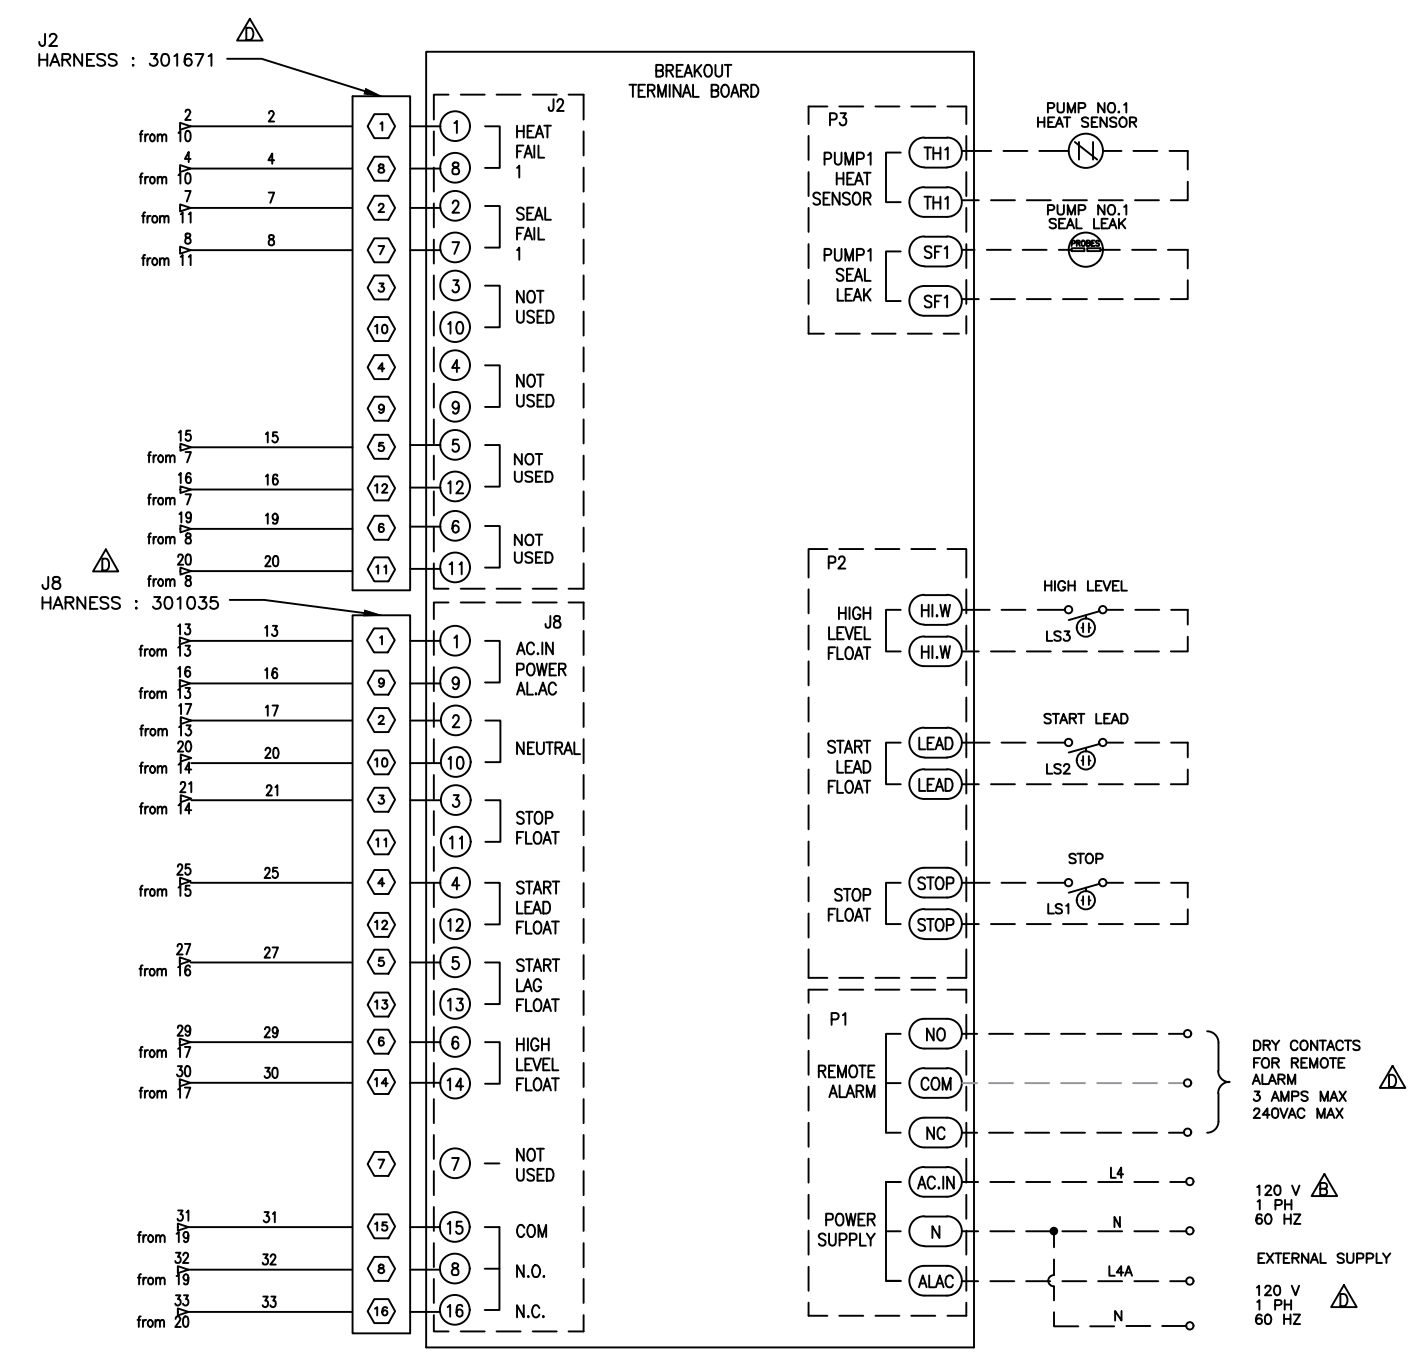 J2
HARNESS : 301671
D
BREAKOUT
TERMINAL BOARD
2
from 10
2
1
1
4
from 10
4
8
8
J2
HEAT
FAIL
1
7
from 11
7
2
2
8
from 11
8
7
7
SEAL
FAIL
1
3
3
10
10
NOT
USED
4
4
9
9
NOT
USED
15
from 7
15
5
5
16
from 7
16
12
12
NOT
USED
19
from 8
19
6
6
20
from 8
20
11
11
NOT
USED
D
J8
HARNESS : 301035
J8
13
from 13
13
1
1
16
from 13
16
9
9
AC.IN
POWER
AL.AC
17
from 13
17
2
2
20
from 14
20
10
10
NEUTRAL
21
from 14
21
3
3
11
11
STOP
FLOAT
25
from 15
25
4
4
12
12
START
LEAD
FLOAT
27
from 16
27
5
5
13
13
START
LAG
FLOAT
29
from 17
29
6
6
30
from 17
30
14
14
HIGH
LEVEL
FLOAT
7
7
NOT
USED
31
from 19
31
15
15
COM
32
from 19
32
8
8
N.O.
33
from 20
33
16
16
N.C.
P3
PUMP1
HEAT
SENSOR
TH1
TH1
PUMP NO.1
HEAT SENSOR
PUMP1
SEAL
LEAK
SF1
SF1
PUMP NO.1
SEAL LEAK
PROBES
P2
HIGH
LEVEL
FLOAT
HI.W
HI.W
HIGH LEVEL
LS3
START
LEAD
FLOAT
LEAD
LEAD
START LEAD
LS2
STOP
FLOAT
STOP
STOP
STOP
LS1
P1
REMOTE
ALARM
NO
COM
NC
DRY CONTACTS
FOR REMOTE
ALARM
3 AMPS MAX
240VAC MAX
D
POWER
SUPPLY
AC.IN
N
ALAC
L4
N
L4A
N
120 V
1 PH
60 HZ
B
EXTERNAL SUPPLY
120 V
1 PH
60 HZ
D